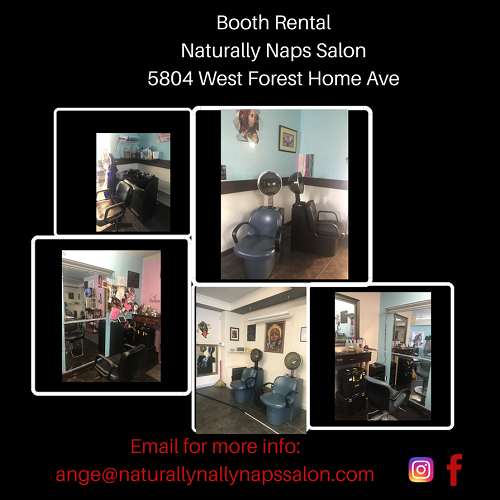 Booth Rental
Naturally Naps Salon
5804 West Forest Home Ave
Email for more info:
ange@naturallynallynapssalon.com